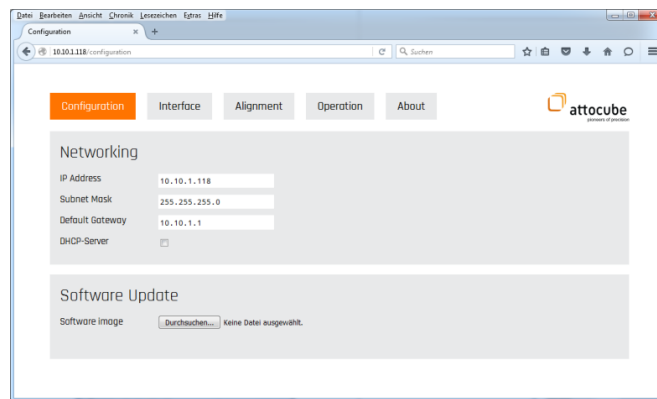 Datei Bearbeiten Ansicht Chronik Lesezeichen Extras Hilfe
Configuration × +
10.10.1.118/configuration Suchen
Configuration Interface Alignment Operation About
attocube
pioneers of precision
Networking
IP Address 10.10.1.118
Subnet Mask 255.255.255.0
Default Gateway 10.10.1.1
DHCP-Server
Software Update
Software image Durchsuchen... Keine Datei ausgewählt.